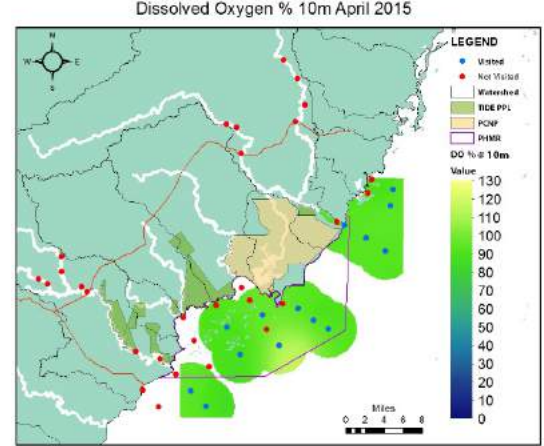 Dissolved Oxygen % 10m April 2015
N
W E
S
LEGEND
Visited
Not Visited
Watershed
TIDE PPL
PCNP
PHMR
DO % @ 10m
Value
130
120
110
100
90
80
70
60
50
40
30
20
10
0
Miles
0 2 4 6 8